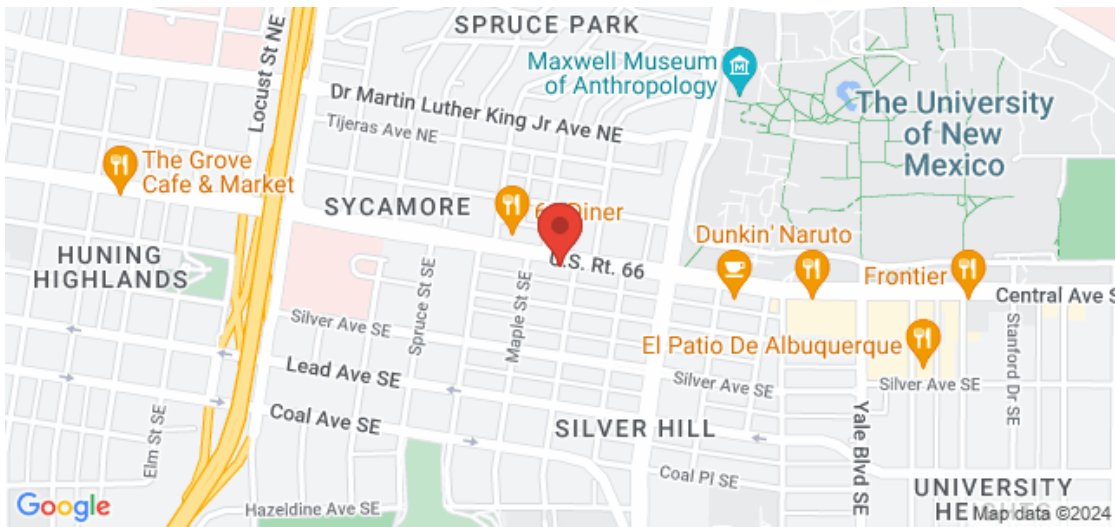 SPRUCE PARK
Locust St NE
Maxwell Museum
of Anthropology
Dr Martin Luther King Jr Ave NE
Tijeras Ave NE
The University
of New
Mexico
The Grove
Cafe & Market
SYCAMORE
Diner
Dunkin'
Naruto
U.S. Rt. 66
HUNING
HIGHLANDS
Frontier
Central Ave
Spruce St SE
Maple St SE
Silver Ave SE
Stanford Dr SE
El Patio De Albuquerque
Lead Ave SE
Silver Ave SE
Silver Ave SE
Coal Ave SE
SILVER HILL
Yale Blvd SE
Elm St SE
Coal Pl SE
UNIVERSITY
Google
Hazeldine Ave SE
Map data ©2024